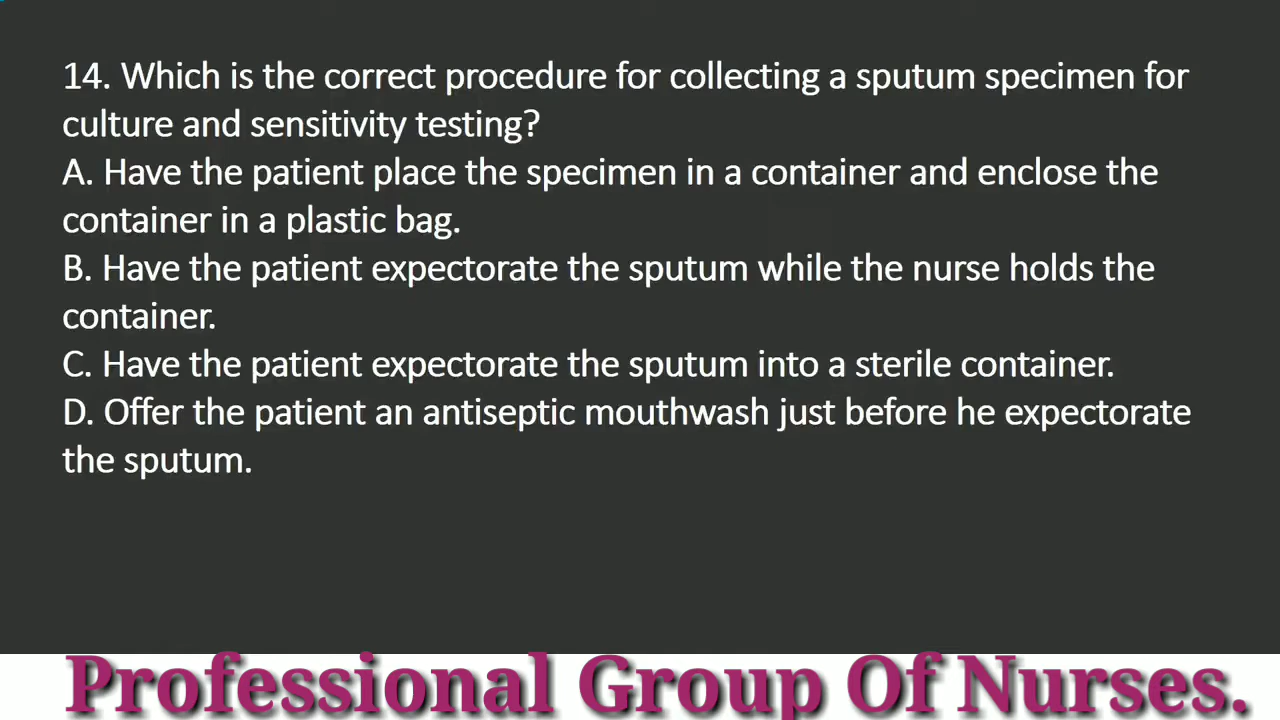 14. Which is the correct procedure for collecting a sputum specimen for
culture and sensitivity testing?
A. Have the patient place the specimen in a container and enclose the
container in a plastic bag.
B. Have the patient expectorate the sputum while the nurse holds the
container.
C. Have the patient expectorate the sputum into a sterile container.
D. Offer the patient an antiseptic mouthwash just before he expectorate
the sputum.
Professional Group Of Nurses.